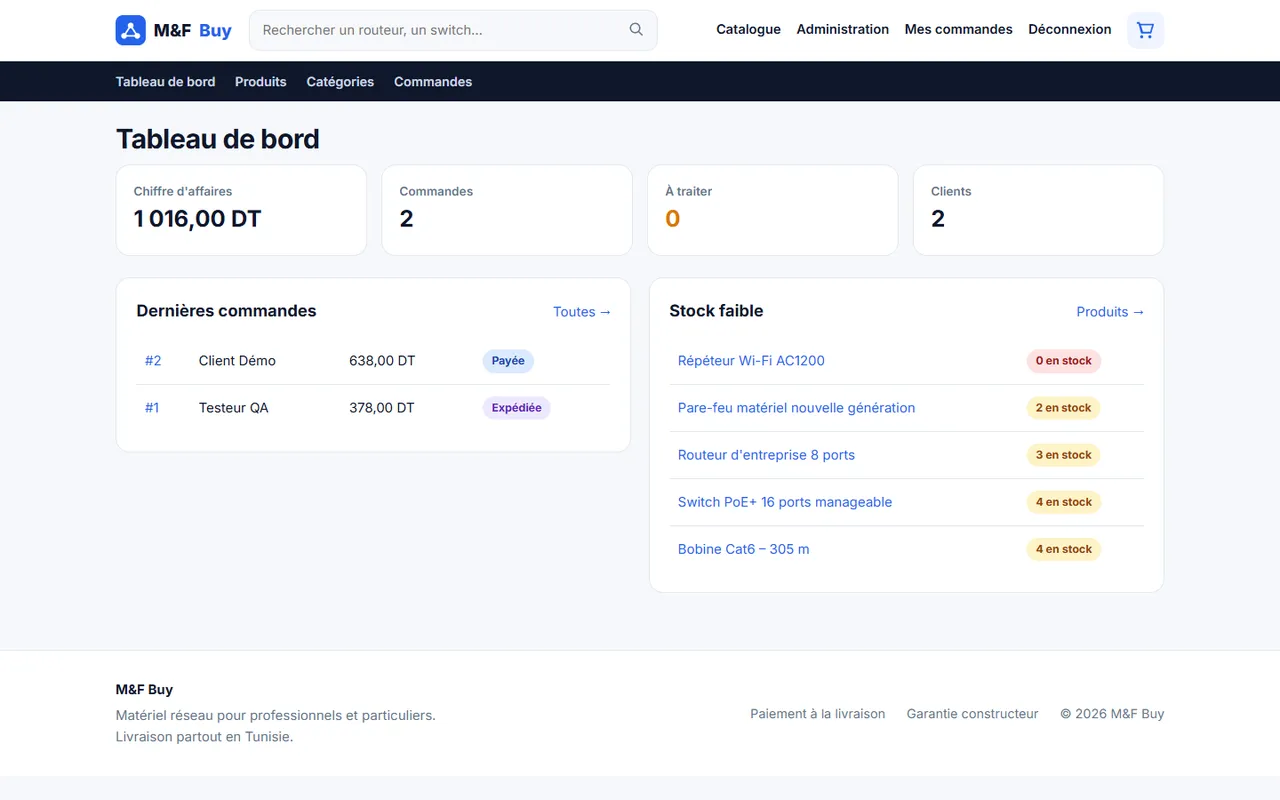 M&F Buy
Rechercher un routeur, un switch...
Catalogue Administration Mes commandes Déconnexion
Tableau de bord Produits Catégories Commandes
Tableau de bord
Chiffre d'affaires
1 016,00 DT
Commandes
2
À traiter
0
Clients
2
Dernières commandes Toutes →
#2 Client Démo 638,00 DT Payée
#1 Testeur QA 378,00 DT Expédiée
Stock faible Produits →
Répéteur Wi-Fi AC1200 0 en stock
Pare-feu matériel nouvelle génération 2 en stock
Routeur d'entreprise 8 ports 3 en stock
Switch PoE+ 16 ports manageable 4 en stock
Bobine Cat6 – 305 m 4 en stock
M&F Buy
Matériel réseau pour professionnels et particuliers.
Livraison partout en Tunisie.
Paiement à la livraison Garantie constructeur © 2026 M&F Buy